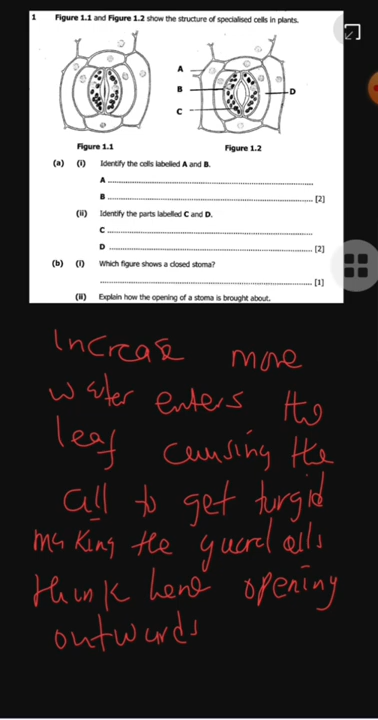 1 Figure 1.1 and Figure 1.2 show the structure of specialised cells in plants.
A
B
D
C
Figure 1.1 Figure 1.2
(a) (i) Identify the cells labelled A and B.
A ..............................
B .............................. [2]
(ii) Identify the parts labelled C and D.
C ..............................
D .............................. [2]
(b) (i) Which figure shows a closed stoma?
.............................. [1]
(ii) Explain how the opening of a stoma is brought about.
Increase more
water enters the
leaf causing the
cell to get turgid
making the guard cells
opening
outwards